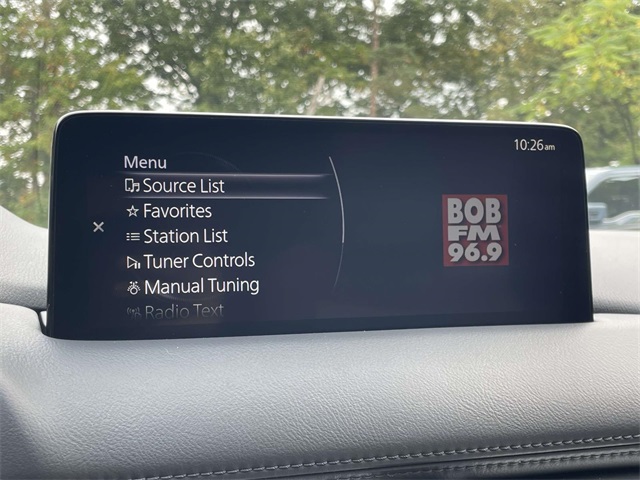 10:26am
Menu
Source List
Favorites
Station List
Tuner Controls
Manual Tuning
Radio Text
BOB
FM
96.9